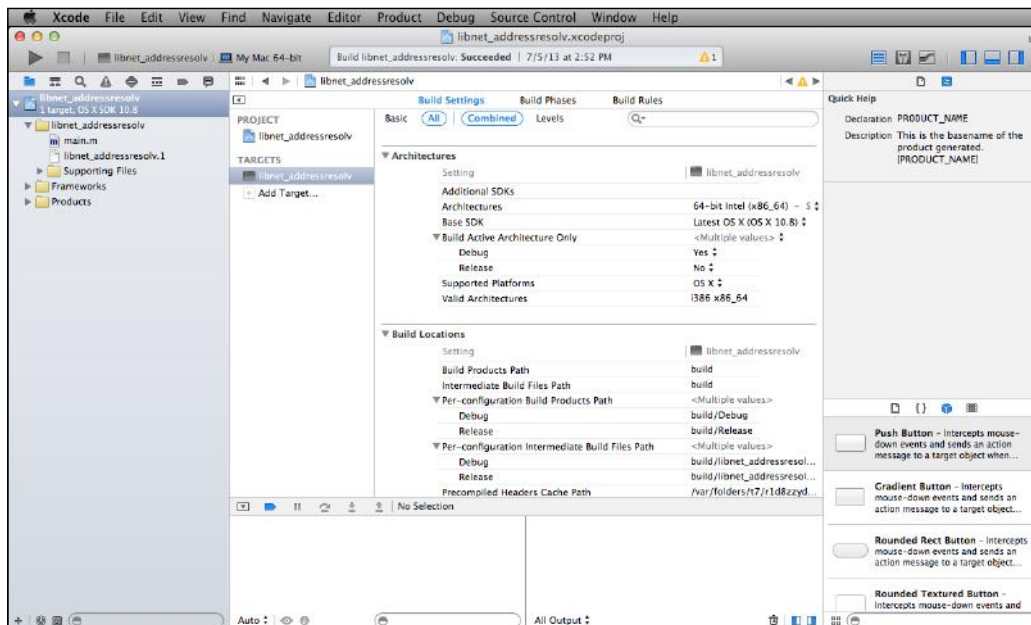 Xcode File Edit View Find Navigate Editor Product Debug Source Control Window Help
libnet_addressresolv.xcodeproj
libnet_addressresolv My Mac 64-bit
Build libnet_addressresolv: Succeeded | 7/5/13 at 2:52 PM
1
libnet_addressresolv
1 target, OS X SDK 10.8
libnet_addressresolv
main.m
libnet_addressresolv.1
Supporting Files
Frameworks
Products
libnet_addressresolv
PROJECT
libnet_addressresolv
TARGETS
libnet_addressresolv
Add Target...
Build Settings Build Phases Build Rules
Basic All Combined Levels
Architectures
Setting libnet_addressresolv
Additional SDKs
Architectures 64-bit Intel (x86_64) - S
Base SDK Latest OS X (OS X 10.8)
Build Active Architecture Only <Multiple values>
Debug Yes
Release No
Supported Platforms OS X
Valid Architectures i386 x86_64
Build Locations
Setting libnet_addressresolv
Build Products Path build
Intermediate Build Files Path build
Per-configuration Build Products Path <Multiple values>
Debug build/Debug
Release build/Release
Per-configuration Intermediate Build Files Path <Multiple values>
Debug build/libnet_addressresol...
Release build/libnet_addressresol...
Precompiled Headers Cache Path /var/folders/t7/r1d8zzyd...
No Selection
Auto
All Output
Quick Help
Declaration PRODUCT_NAME
Description This is the basename of the
product generated.
[PRODUCT_NAME]
{}
Push Button - Intercepts mouse-
down events and sends an action
message to a target object when...
Gradient Button - Intercepts
mouse-down events and sends an
action message to a target object...
Rounded Rect Button - Intercepts
mouse-down events and sends an
action message to a target object...
Rounded Textured Button -
Intercepts mouse-down events and